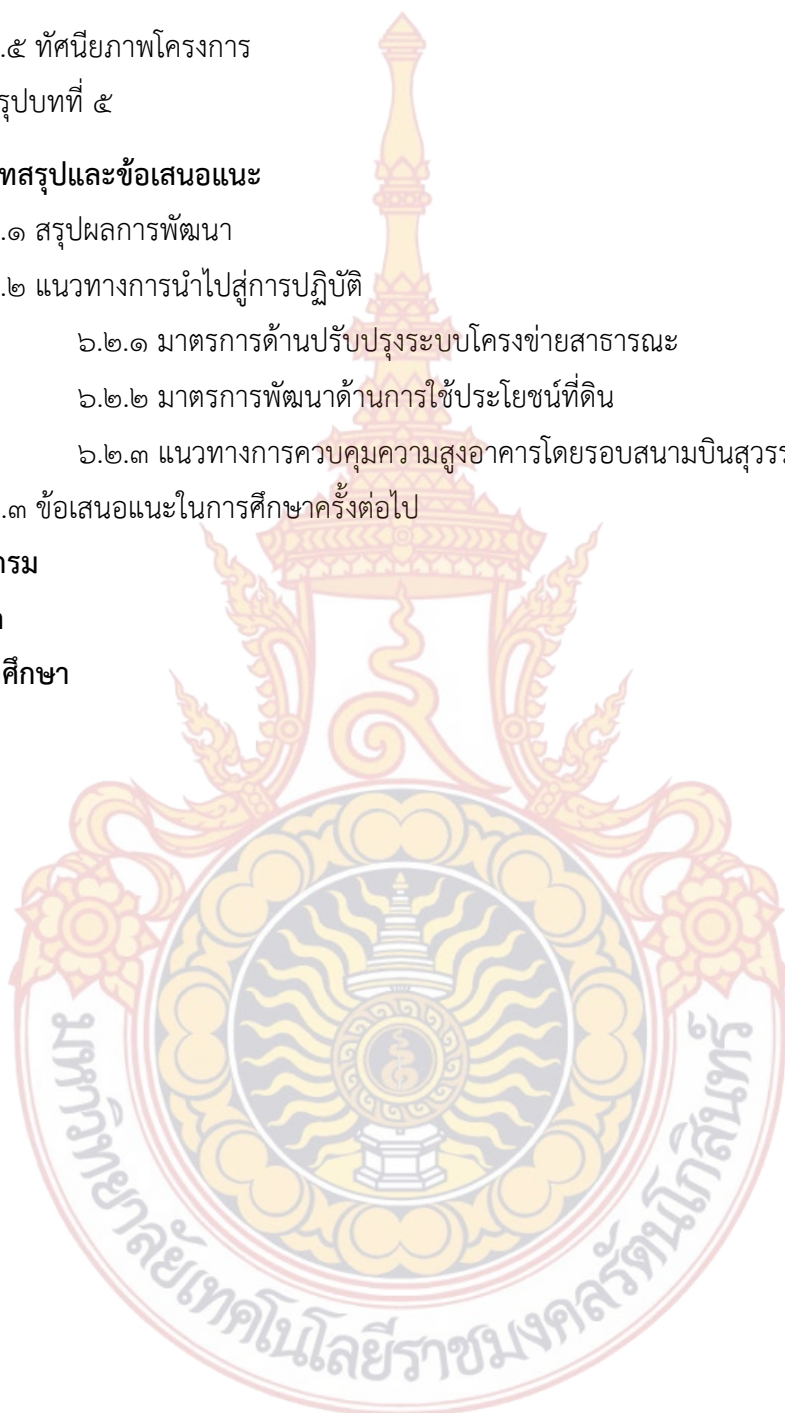 .๕ ทัศนียภาพโครงการ
รุปบทที่ ๕
ทสรุปและข้อเสนอแนะ
.๑ สรุปผลการพัฒนา
.๒ แนวทางการนำไปสู่การปฏิบัติ
๖.๒.๑ มาตรการด้านปรับปรุงระบบโครงข่ายสาธารณะ
๖.๒.๒ มาตรการพัฒนาด้านการใช้ประโยชน์ที่ดิน
๖.๒.๓ แนวทางการควบคุมความสูงอาคารโดยรอบสนามบินสุวรร
.๓ ข้อเสนอแนะในการศึกษาครั้งต่อไป
กรม
ศึกษา
มหาวิทยาลัยเทคโนโลยีราชมงคลรัตนโกสินทร์